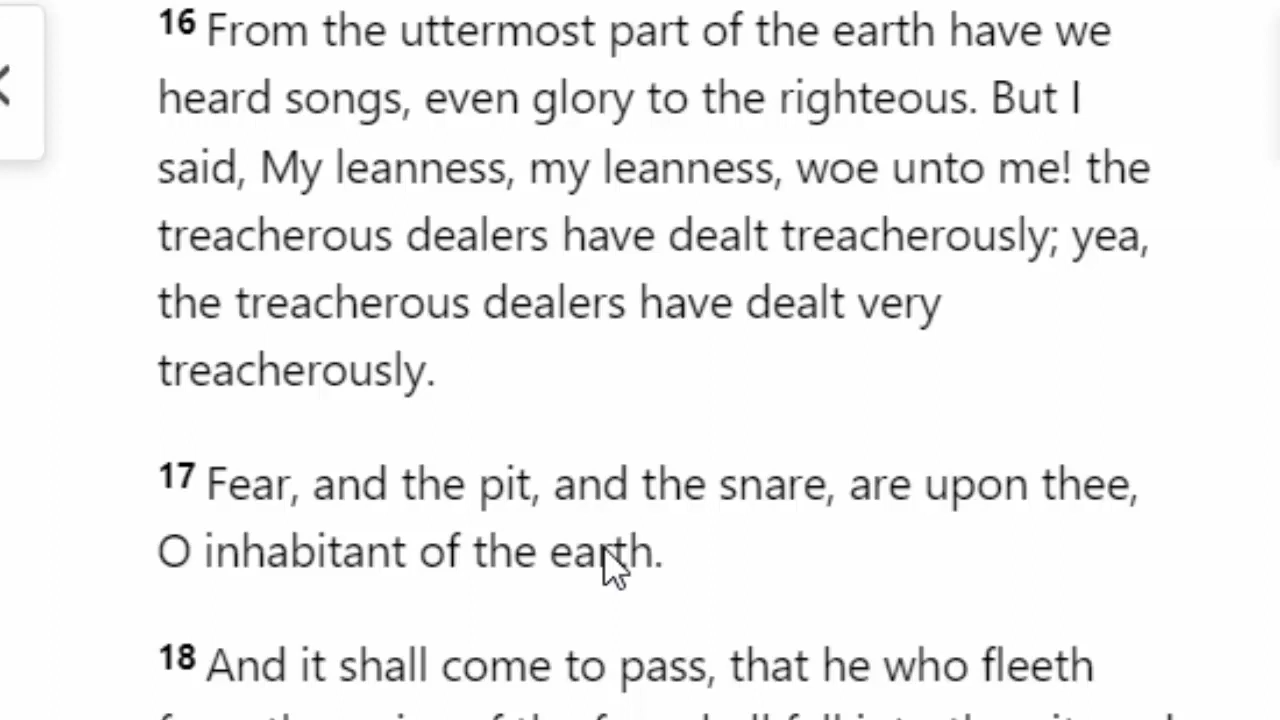 16 From the uttermost part of the earth have we
heard songs, even glory to the righteous. But I
said, My leanness, my leanness, woe unto me! the
treacherous dealers have dealt treacherously; yea,
the treacherous dealers have dealt very
treacherously.
17 Fear, and the pit, and the snare, are upon thee,
O inhabitant of the earth.
18 And it shall come to pass, that he who fleeth